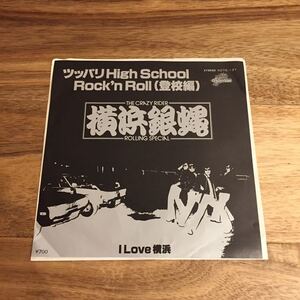 ツッパリHigh School
Rock'n Roll(登校編)
THE CRAZY RIDER
横浜銀蝿
ROLLING SPECIAL
¥700
I Love 横浜